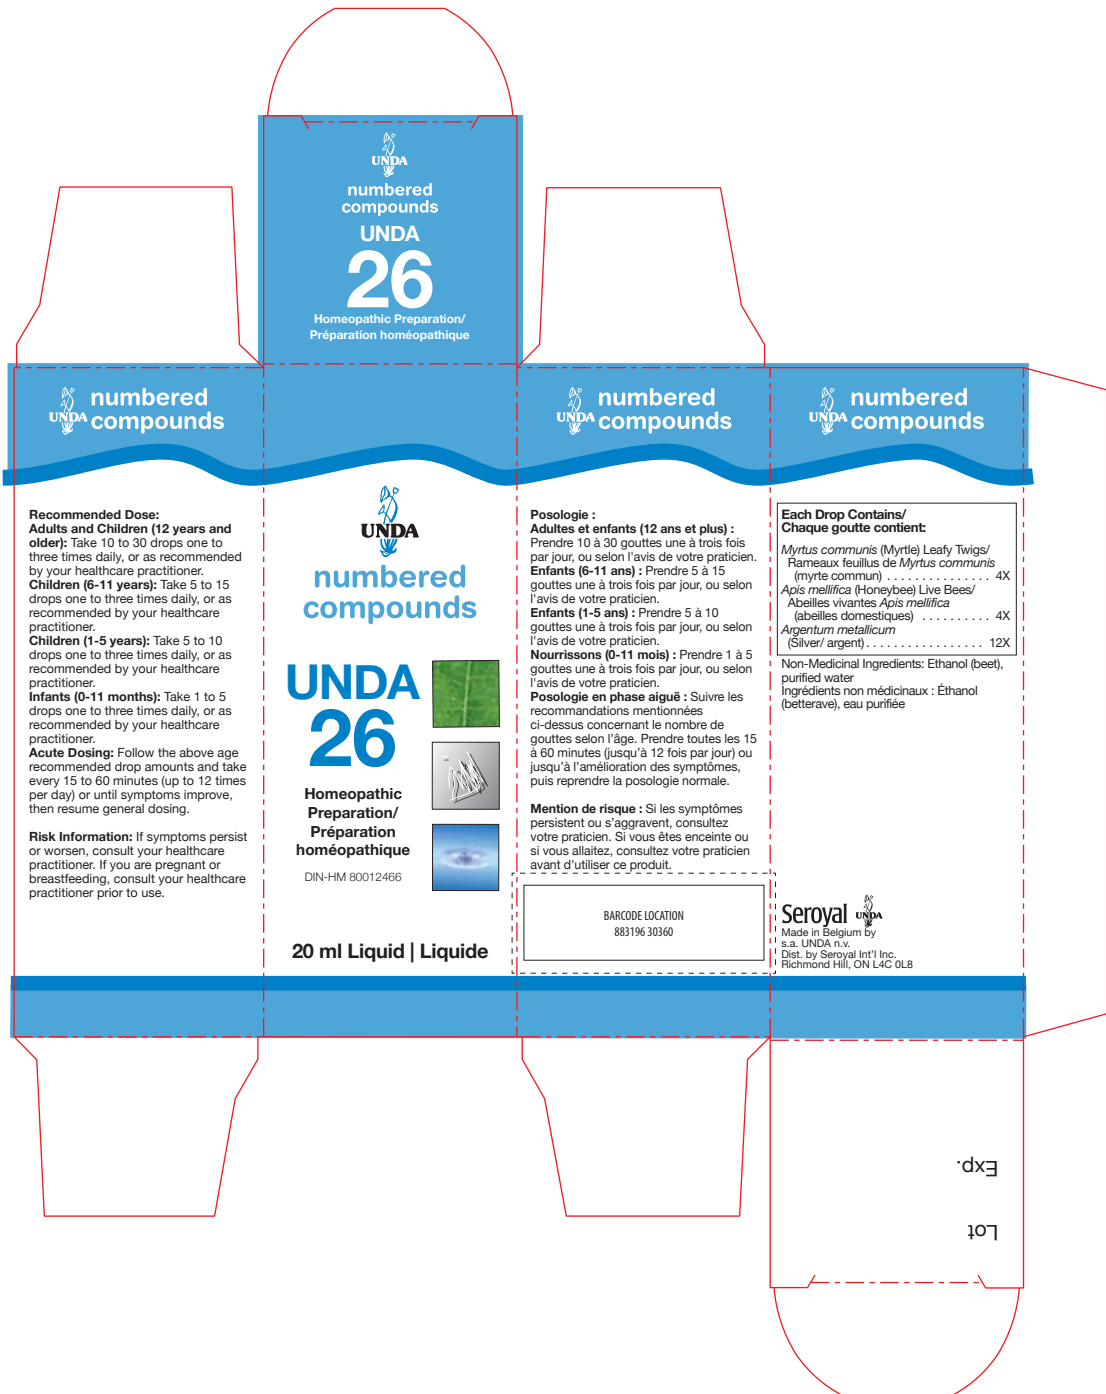 UNDA
numbered
compounds
UNDA
26
Homeopathic Preparation/
Préparation homéopathique
UNDA
numbered
compounds
UNDA
numbered
compounds
UNDA
numbered
compounds
Recommended Dose:
Adults and Children (12 years and
older): Take 10 to 30 drops one to
three times daily, or as recommended
by your healthcare practitioner.
Children (6-11 years): Take 5 to 15
drops one to three times daily, or as
recommended by your healthcare
practitioner.
Children (1-5 years): Take 5 to 10
drops one to three times daily, or as
recommended by your healthcare
practitioner.
Infants (0-11 months): Take 1 to 5
drops one to three times daily, or as
recommended by your healthcare
practitioner.
Acute Dosing: Follow the above age
recommended drop amounts and take
every 15 to 60 minutes (up to 12 times
per day) or until symptoms improve,
then resume general dosing.
Risk Information: If symptoms persist
or worsen, consult your healthcare
practitioner. If you are pregnant or
breastfeeding, consult your healthcare
practitioner prior to use.
UNDA
numbered
compounds
UNDA
26
Homeopathic
Preparation/
Préparation
homéopathique
DIN-HM 80012466
20 ml Liquid | Liquide
Posologie :
Adultes et enfants (12 ans et plus) :
Prendre 10 à 30 gouttes une à trois fois
par jour, ou selon l'avis de votre praticien.
Enfants (6-11 ans) : Prendre 5 à 15
gouttes une à trois fois par jour, ou selon
l'avis de votre praticien.
Enfants (1-5 ans) : Prendre 5 à 10
gouttes une à trois fois par jour, ou selon
l'avis de votre praticien.
Nourrissons (0-11 mois) : Prendre 1 à 5
gouttes une à trois fois par jour, ou selon
l'avis de votre praticien.
Posologie en phase aiguë : Suivre les
recommandations mentionnées
ci-dessus concernant le nombre de
gouttes selon l'âge. Prendre toutes les 15
à 60 minutes (jusqu'à 12 fois par jour) ou
jusqu'à l'amélioration des symptômes,
puis reprendre la posologie normale.
Mention de risque : Si les symptômes
persistent ou s'aggravent, consultez
votre praticien. Si vous êtes enceinte ou
si vous allaitez, consultez votre praticien
avant d'utiliser ce produit.
BARCODE LOCATION
883196 30360
Each Drop Contains/
Chaque goutte contient:
Myrtus communis (Myrtle) Leafy Twigs/
Rameaux feuillus de Myrtus communis
(myrte commun) . . . . . . . . . . . . . . . 4X
Apis mellifica (Honeybee) Live Bees/
Abeilles vivantes Apis mellifica
(abeilles domestiques) . . . . . . . . . . 4X
Argentum metallicum
(Silver/ argent) . . . . . . . . . . . . . . . . . 12X
Non-Medicinal Ingredients: Ethanol (beet),
purified water
Ingrédients non médicinaux : Éthanol
(betterave), eau purifiée
Seroyal UNDA
Made in Belgium by
s.a. UNDA n.v.
Dist. by Seroyal Int'l Inc.
Richmond Hill, ON L4C 0L8
Exp.
Lot